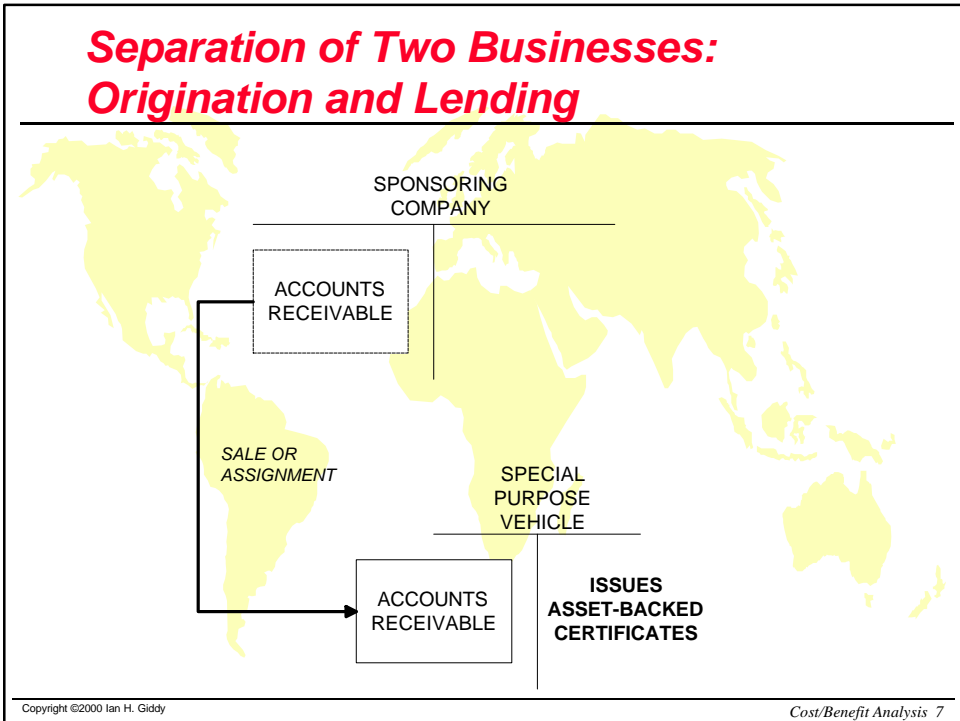 Separation of Two Businesses:
Origination and Lending
SPONSORING
COMPANY
ACCOUNTS
RECEIVABLE
SALE OR
ASSIGNMENT
SPECIAL
PURPOSE
VEHICLE
ACCOUNTS
RECEIVABLE
ISSUES
ASSET-BACKED
CERTIFICATES
Copyright ©2000 Ian H. Giddy
Cost/Benefit Analysis 7